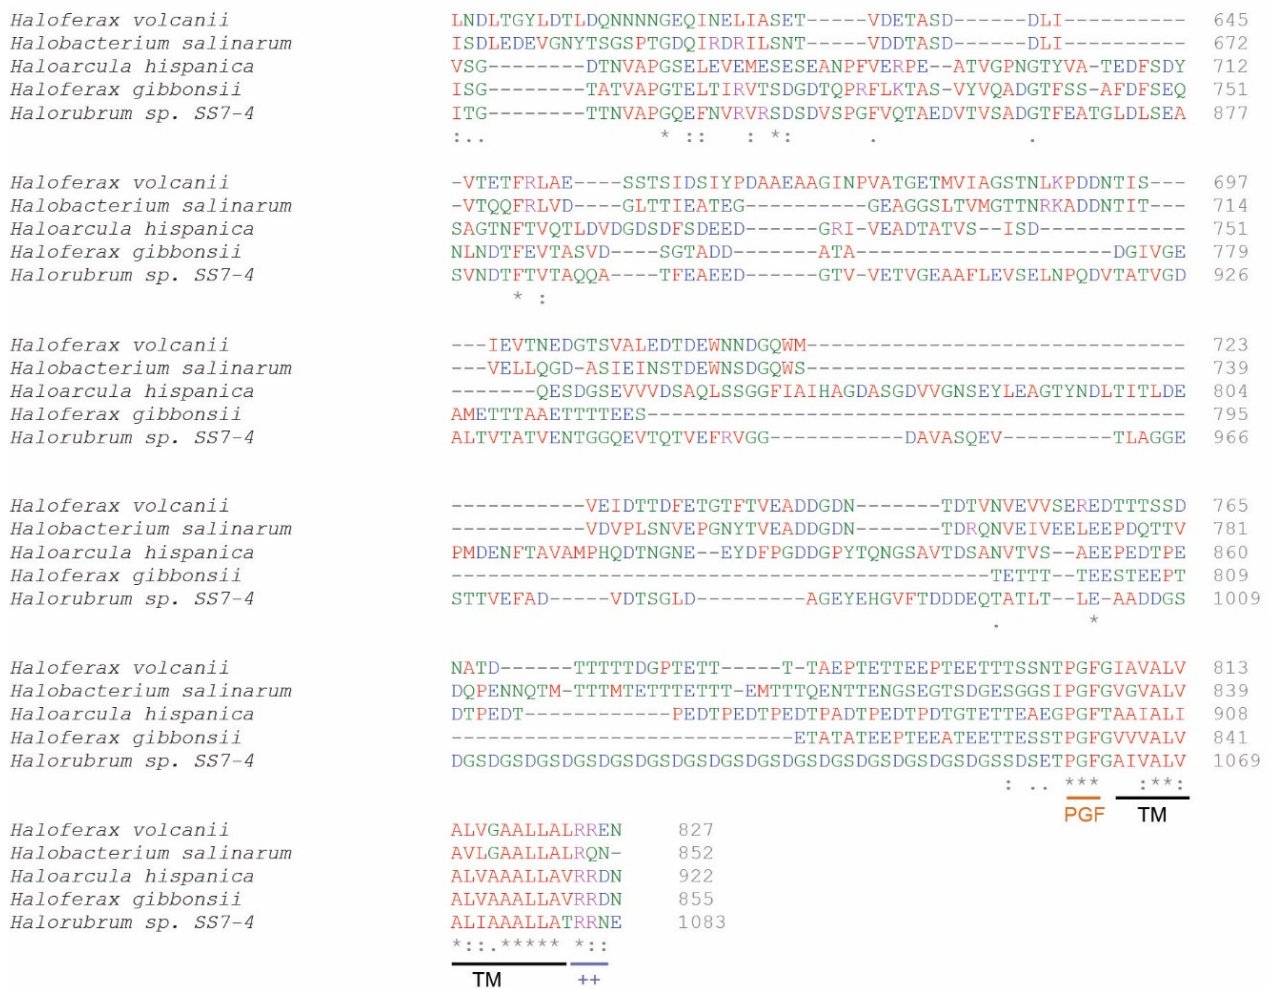 Haloferax volcanii LNDLTGYLDTLDQNNNNGEQINELIASET-----VDETASD------DLI---------- 645
Halobacterium salinarum ISDLEDEVGNYTSGSPTGDQIRDRILSNT-----VDDTASD------DLI---------- 672
Haloarcula hispanica VSG--------DTNVAPGSELEVEMESESEANPFVERPE--ATVGPNGTYVA-TEDFSDY 712
Haloferax gibbonsii ISG--------TATVAPGTELTIRVTSDGDTQPRFLKTAS-VYVQADGTFSS-AFDFSEQ 751
Halorubrum sp. SS7-4 ITG--------TTNVAPGQEFNVRVRSDSDVSPGFVQTAEDVTVSADGTFEATGLDLSEA 877
:.. * :: : *: . .
Haloferax volcanii -VTETFRLAE----SSTSIDSIYPDAAEAAGINPVATGETMVIAGSTNLKPDDNTIS--- 697
Halobacterium salinarum -VTQQFRLVD----GLTTIEATEG----------GEAGGSLTVMGTTNRKADDNTIT--- 714
Haloarcula hispanica SAGTNFTVQTLDVDGDSDFSDEED-------GRI-VEADTATVS--ISD------------ 751
Haloferax gibbonsii NLNDTFEVTASVD----SGTADD-------ATA---------------------DGIVGE 779
Halorubrum sp. SS7-4 SVNDTFTVTAQQA----TFEAEED-------GTV-VETVGEAAFLEVSELNPQDVTATVGD 926
* :
Haloferax volcanii ---IEVTNEDGTSVALEDTDEWNNDGQWM------------------------------- 723
Halobacterium salinarum ---VELLQGD-ASIEINSTDEWNSDGQWS------------------------------- 739
Haloarcula hispanica -------QESDGSEVVVDSAQLSSGGFIAIHAGDASGDVVGNSEYLEAGTYNDLTITLDE 804
Haloferax gibbonsii AMETTTAAETTTTEES-------------------------------------------- 795
Halorubrum sp. SS7-4 ALTVTATVENTGGQEVTQTVEFRVGG-----------DAVASQEV---------TLAGGE 966
Haloferax volcanii -----------VEIDTTDFETGTFTVEADDGDN-------TDTVNVEVVSEREDTTTSSD 765
Halobacterium salinarum -----------VDVPLSNVEPGNYTVEADDGDN-------TDRQNVEIVEELEEPDQTTV 781
Haloarcula hispanica PMDENFTAVAMPHQDTNGNE--EYDFPGDDGPYTQNGSAVTDSANVTVS--AEEPEDTPE 860
Haloferax gibbonsii --------------------------------------------TETTT--TEESTEEPT 809
Halorubrum sp. SS7-4 STTVEFAD-----VDTSGLD---------AGEYEHGVFTDDDEQTATLT--LE-AADDGS 1009
. *
Haloferax volcanii NATD------TTTTTDGPTETT-----T-TAEPTETTEEPTEETTTSSNTPGFGIAVALV 813
Halobacterium salinarum DQPENNQTM-TTTMTETTTETTT-EMTTTQENTTENGSEGTSDGESGGSIPGFGVGVALV 839
Haloarcula hispanica DTPEDT------------PEDTPEDTPEDTPADTPEDTPDTGTETTEAEGPGFTAAIALI 908
Haloferax gibbonsii ----------------------------ETATATEEPTEEATEETTESSTPGFGVVVALV 841
Halorubrum sp. SS7-4 DGSDGSDGSDGSDGSDGSDGSDGSDGSDGSDGSDGSDGSDGSDGSSDSETPGFGAIVALV 1069
: .. *** :**:
PGF TM
Haloferax volcanii ALVGAALLALRREN 827
Halobacterium salinarum AVLGAALLALRQN- 852
Haloarcula hispanica ALVAAALLAVRRDN 922
Haloferax gibbonsii ALVAAALLAVRRDN 855
Halorubrum sp. SS7-4 ALIAAALLATRRNE 1083
*::.***** *::
TM ++